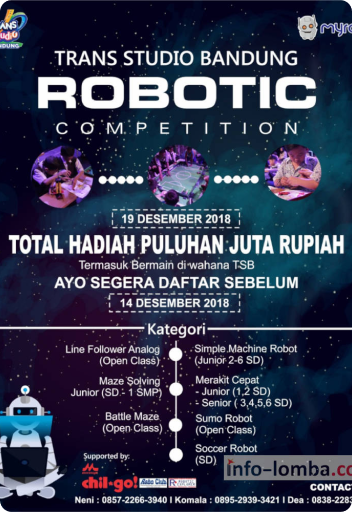 TRANS
STUDIO
BANDUNG
TRANS STUDIO BANDUNG
ROBOTIC
COMPETITION
19 DESEMBER 2018
TOTAL HADIAH PULUHAN JUTA RUPIAH
Termasuk Bermain di wahana TSB
AYO SEGERA DAFTAR SEBELUM
14 DESEMBER 2018
Kategori
Line Follower Analog
(Open Class)
Maze Solving
Junior (SD - 1 SMP)
Battle Maze
(Open Class)
Simple Machine Robot
(Junior 2-6 SD)
Merakit Cepat
- Junior (1,2 SD)
- Senior ( 3,4,5,6 SD)
Sumo Robot
(Open Class)
Soccer Robot
(SD)
Supported by:
chil-go!
info-lomba.co
CONTAC
Neni : 0857-2266-3940 I Komala : 0895-2939-3421 I Dea : 0838-228